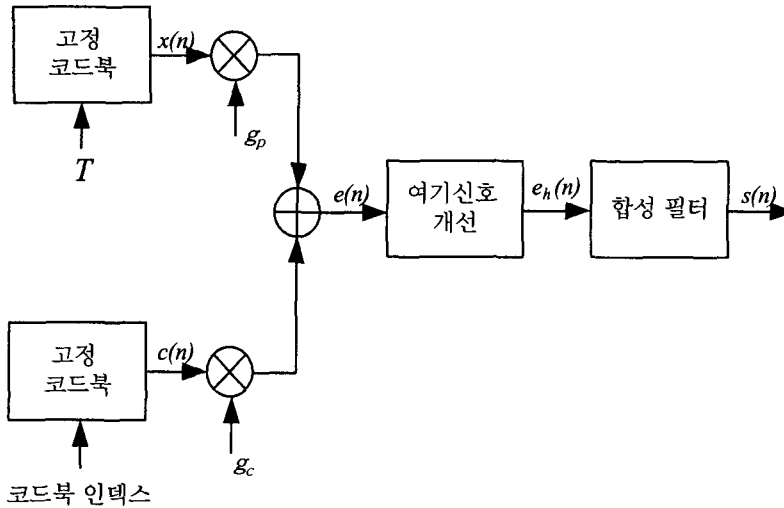 고정
코드북
x(n)
g_p
T
e(n)
여기신호
개선
e_h(n)
합성 필터
s(n)
고정
코드북
c(n)
g_c
코드북 인덱스